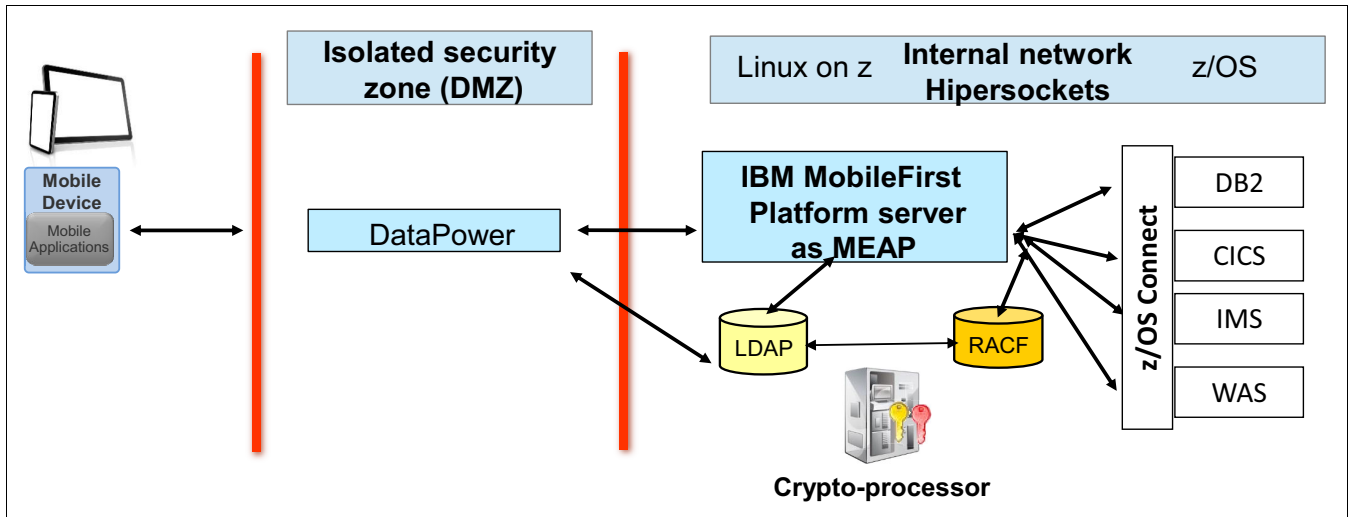 Isolated security
zone (DMZ)
Linux on z
Internal network
Hipersockets
z/OS
Mobile
Device
Mobile
Applications
DataPower
IBM MobileFirst
Platform server
as MEAP
LDAP
RACF
Crypto-processor
z/OS Connect
DB2
CICS
IMS
WAS